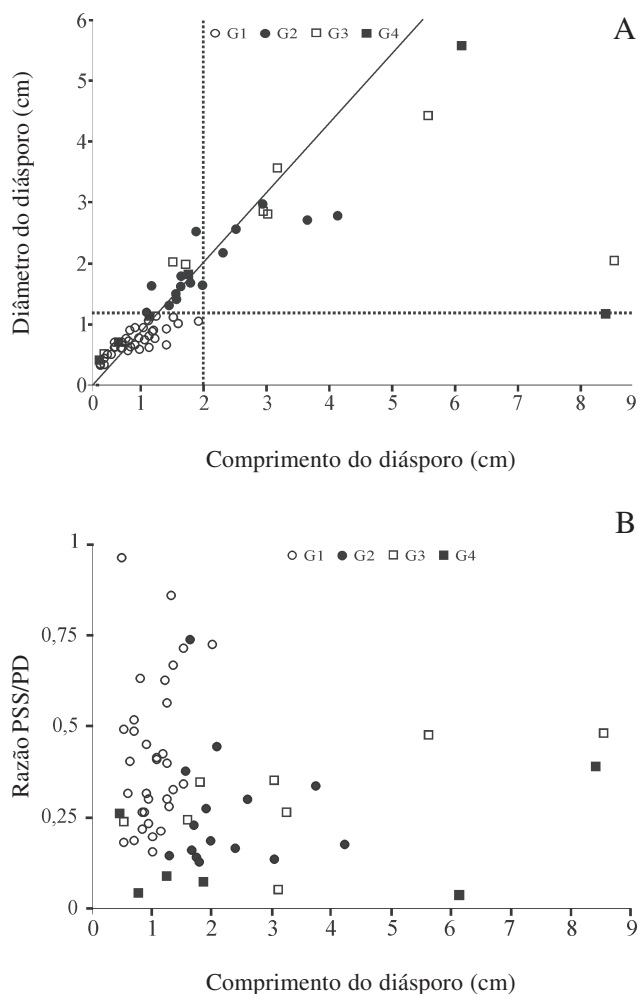 A
○ G1 ● G2 □ G3 ■ G4
Diâmetro do diásporo (cm)
6
5
4
3
2
1
0
0 1 2 3 4 5 6 7 8 9
Comprimento do diásporo (cm)
B
○ G1 ● G2 □ G3 ■ G4
Razão PSS/PD
1
0,75
0,5
0,25
0
0 1 2 3 4 5 6 7 8 9
Comprimento do diásporo (cm)